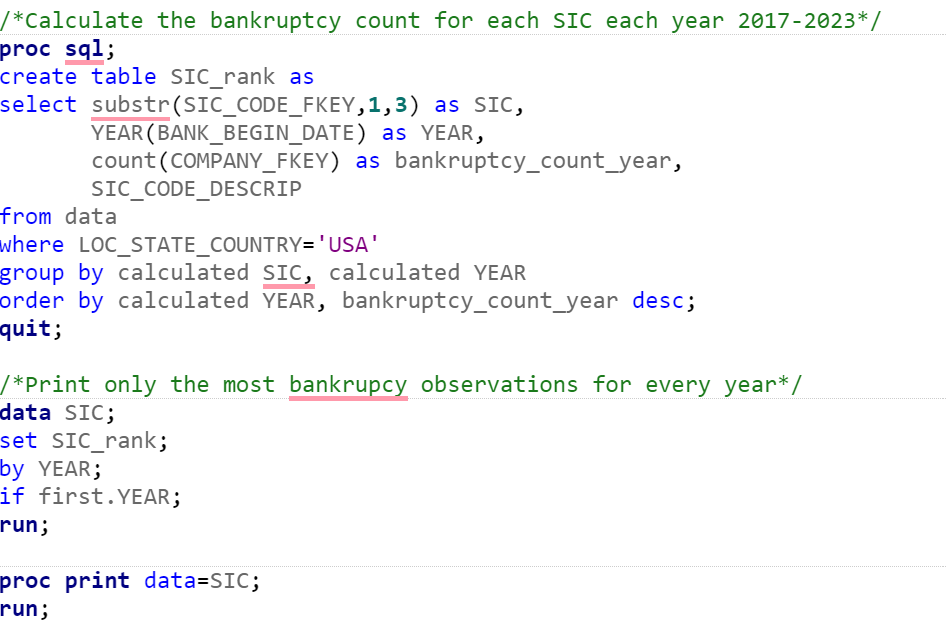 /*Calculate the bankruptcy count for each SIC each year 2017-2023*/
proc sql;
create table SIC_rank as
select substr(SIC_CODE_FKEY,1,3) as SIC,
       YEAR(BANK_BEGIN_DATE) as YEAR,
       count(COMPANY_FKEY) as bankruptcy_count_year,
       SIC_CODE_DESCRIP
from data
where LOC_STATE_COUNTRY='USA'
group by calculated SIC, calculated YEAR
order by calculated YEAR, bankruptcy_count_year desc;
quit;

/*Print only the most bankrupcy observations for every year*/
data SIC;
set SIC_rank;
by YEAR;
if first.YEAR;
run;

proc print data=SIC;
run;